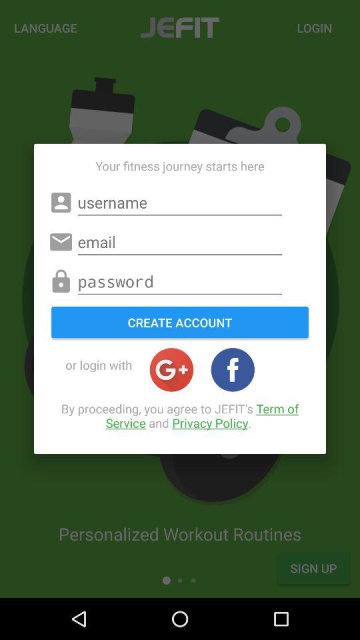 LANGUAGE
JEFIT
LOGIN
Your fitness journey starts here
username
email
password
CREATE ACCOUNT
or login with
G+
f
By proceeding, you agree to JEFIT's Term of
Service and Privacy Policy.
Personalized Workout Routines
SIGN UP